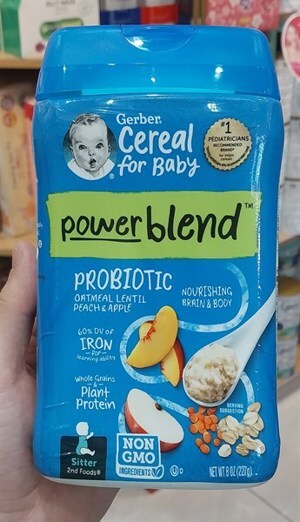 Gerber.
Cereal
for Baby
#1
PEDIATRICIANS
RECOMMENDED
BRAND
powerblend™
PROBIOTIC
OATMEAL LENTIL
PEACH & APPLE
NOURISHING
BRAIN & BODY
60% DV OF
IRON
FOR
learning ability
Whole Grains
&
Plant
Protein
SERVING
SUGGESTION
Sitter
2nd Foods®
NON
GMO
INGREDIENTS
NET WT 8 OZ (227g)